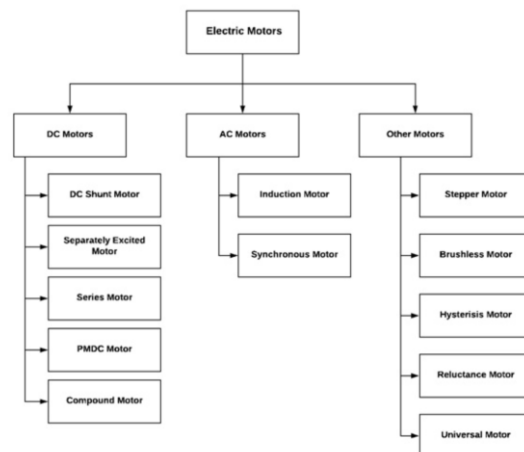 Electric Motors
DC Motors
AC Motors
Other Motors
DC Shunt Motor
Separately Excited
Motor
Series Motor
PMDC Motor
Compound Motor
Induction Motor
Synchronous Motor
Stepper Motor
Brushless Motor
Hysterisis Motor
Reluctance Motor
Universal Motor